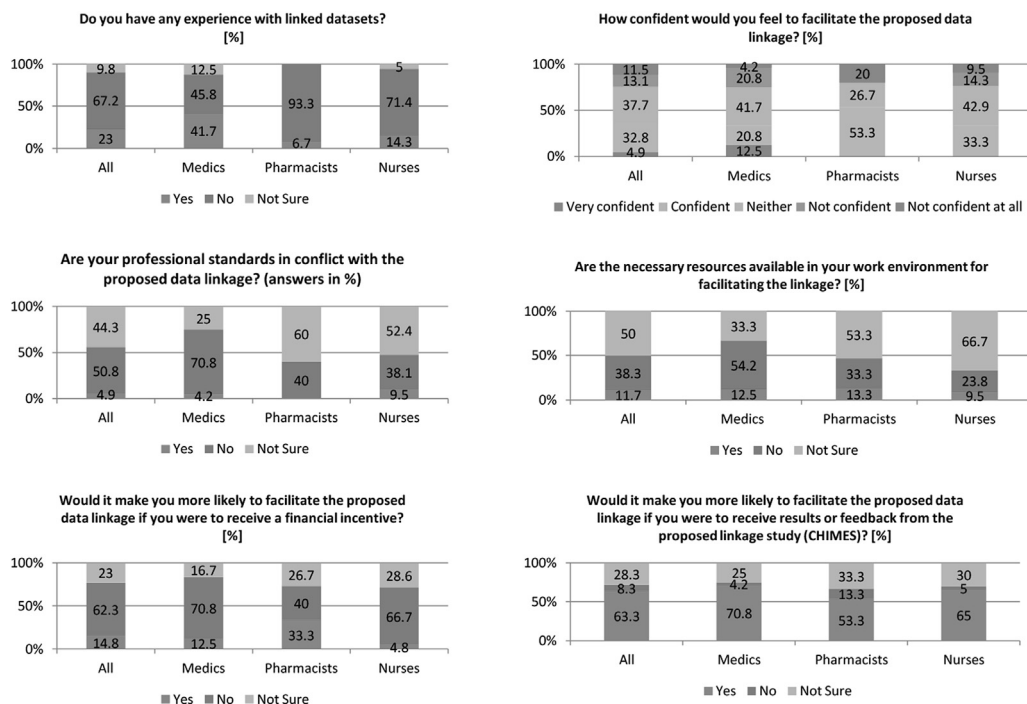 Do you have any experience with linked datasets?
[%]
100%
50%
0%
9.8
67.2
23
12.5
45.8
41.7
93.3
6.7
5
71.4
14.3
All
Medics
Pharmacists
Nurses
Yes No Not Sure
How confident would you feel to facilitate the proposed data
linkage? [%]
100%
50%
0%
11.5
13.1
37.7
32.8
4.9
4.2
20.8
41.7
20.8
12.5
20
26.7
53.3
9.5
14.3
42.9
33.3
All
Medics
Pharmacists
Nurses
Very confident Confident Neither Not confident Not confident at all
Are your professional standards in conflict with the
proposed data linkage? (answers in %)
100%
50%
0%
44.3
50.8
4.9
25
70.8
4.2
60
40
52.4
38.1
9.5
All
Medics
Pharmacists
Nurses
Yes No Not Sure
Are the necessary resources available in your work environment for
facilitating the linkage? [%]
100%
50%
0%
50
38.3
11.7
33.3
54.2
12.5
53.3
33.3
13.3
66.7
23.8
9.5
All
Medics
Pharmacists
Nurses
Yes No Not Sure
Would it make you more likely to facilitate the proposed
data linkage if you were to receive a financial incentive?
[%]
100%
50%
0%
23
62.3
14.8
16.7
70.8
12.5
26.7
40
33.3
28.6
66.7
4.8
All
Medics
Pharmacists
Nurses
Yes No Not Sure
Would it make you more likely to facilitate the proposed data
linkage if you were to receive results or feedback from the
proposed linkage study (CHIMES)? [%]
100%
50%
0%
28.3
8.3
63.3
25
4.2
70.8
33.3
13.3
53.3
30
5
65
All
Medics
Pharmacists
Nurses
Yes No Not Sure